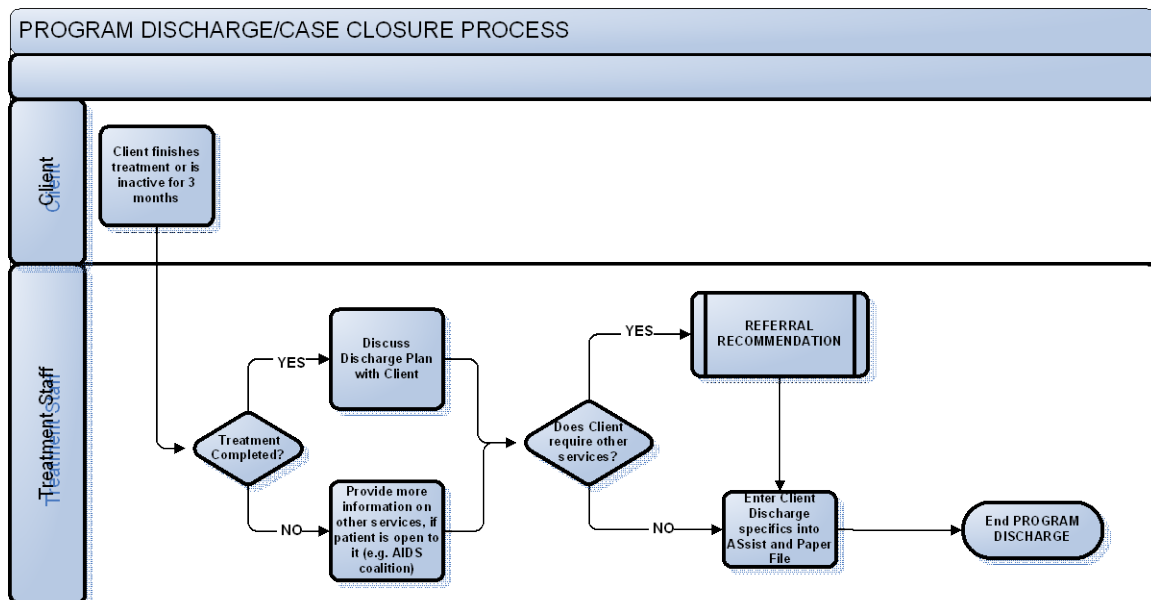 PROGRAM DISCHARGE/CASE CLOSURE PROCESS
Client
Client
Client finishes
treatment or is
inactive for 3
months
Treatment Staff
Treatment Staff
Treatment
Completed?
YES
Discuss
Discharge Plan
with Client
NO
Provide more
information on
other services, if
patient is open to
it (e.g. AIDS
coalition)
Does Client
require other
services?
YES
REFERRAL
RECOMMENDATION
NO
Enter Client
Discharge
specifics into
ASsist and Paper
File
End PROGRAM
DISCHARGE